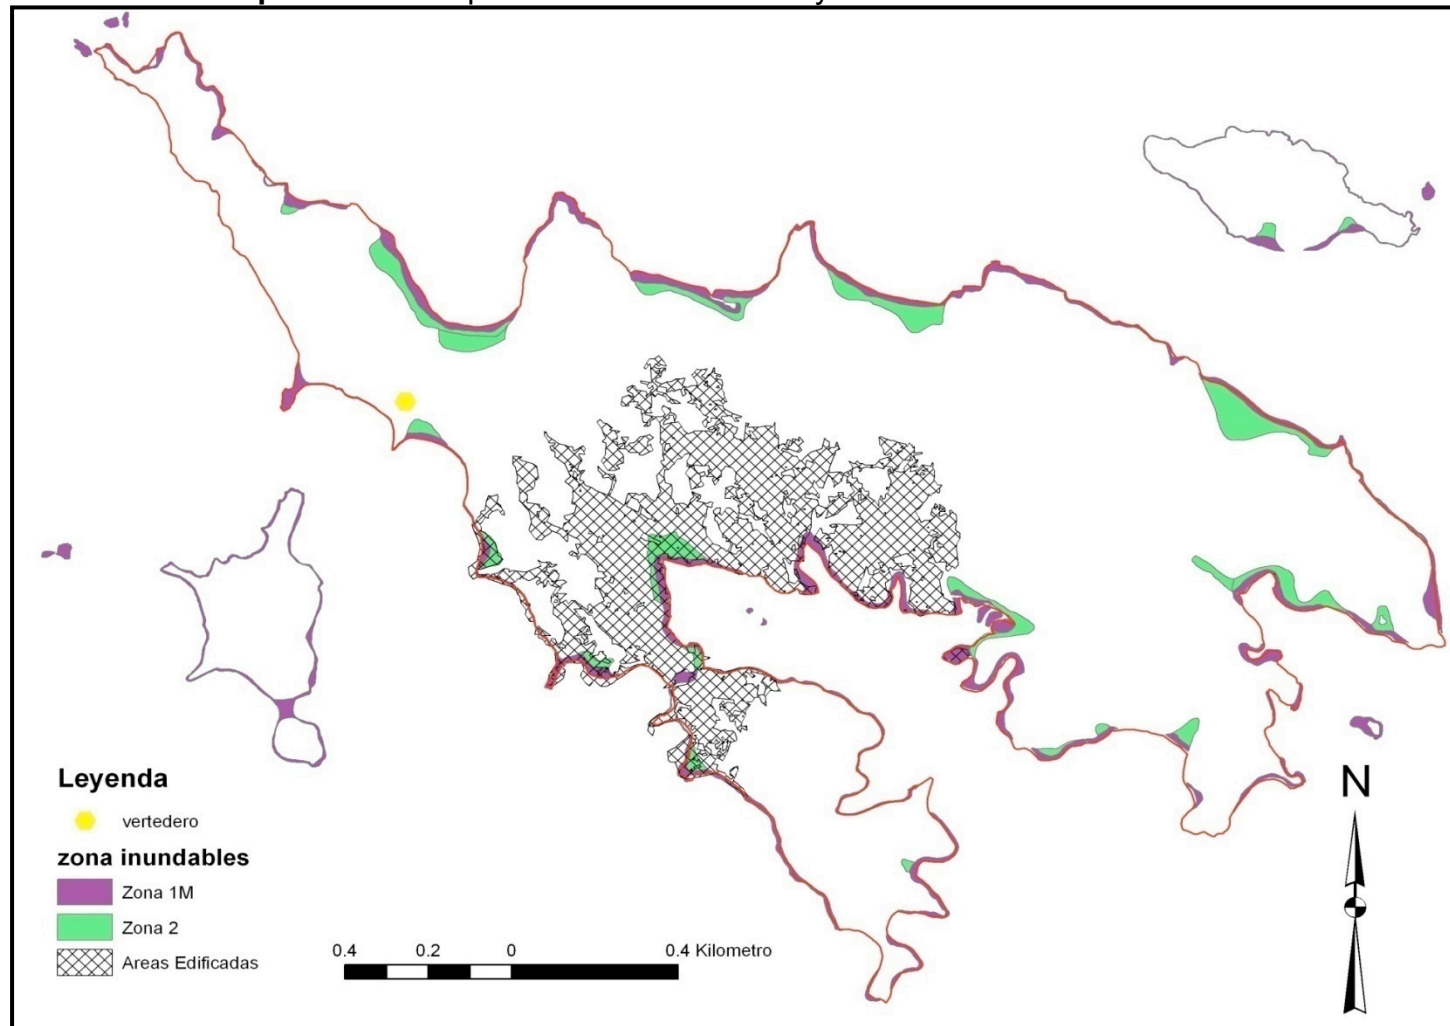 N
Leyenda
vertedero
zona inundables
Zona 1M
Zona 2
Areas Edificadas
0.4 0.2 0 0.4 Kilometro